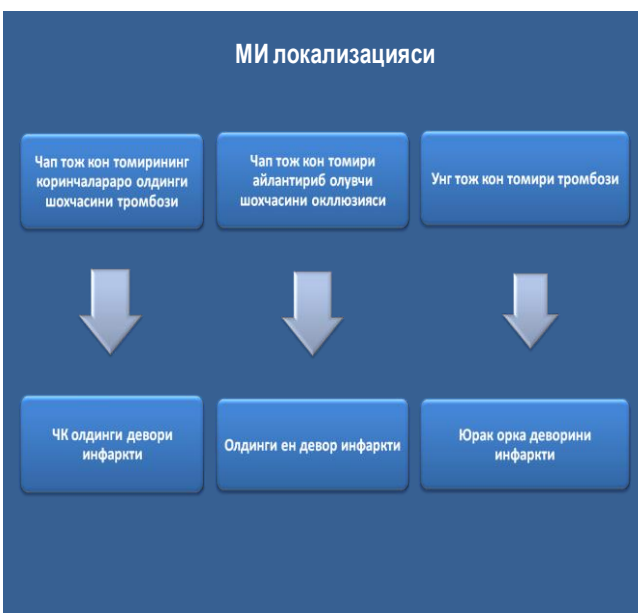 МИ локализацияси
Чап тож кон томирининг
коринчалараро олдинги
шохчасини тромбози
Чап тож кон томири
айлантириб олувчи
шохчасини окллюзияси
Унг тож кон томири тромбози
ЧК олдинги девори
инфаркти
Олдинги ен девор инфаркти
Юрак орка деворини
инфаркти